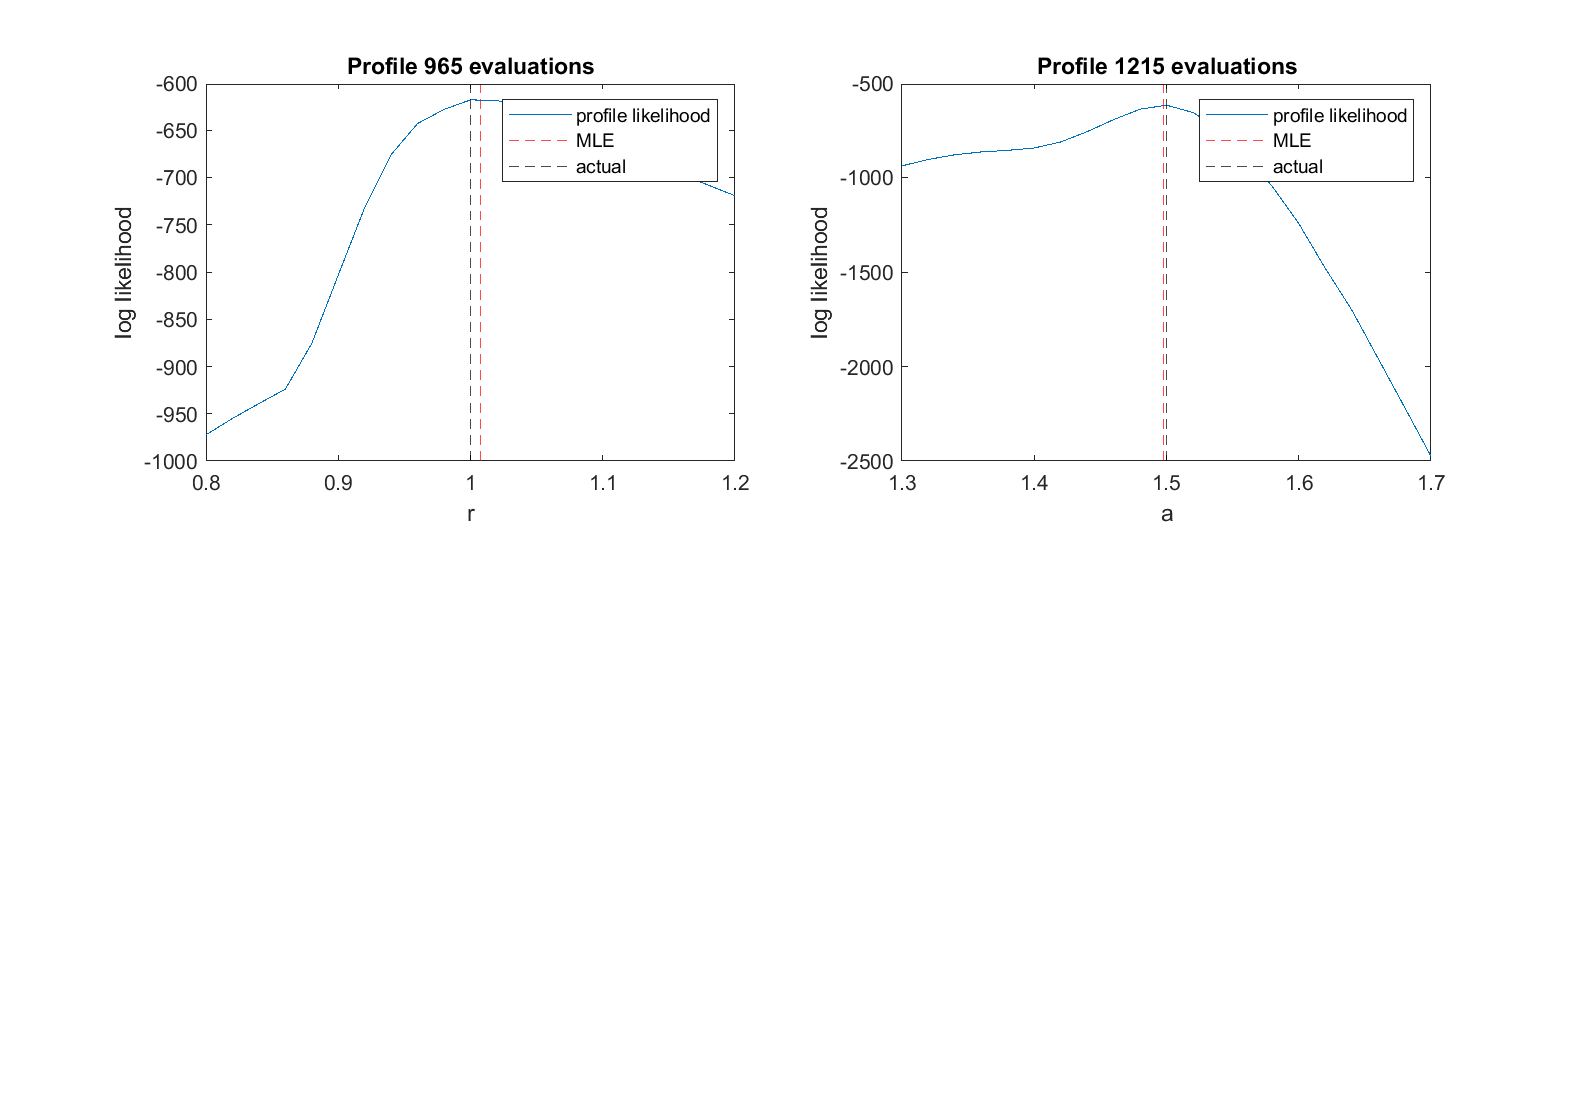 Profile 965 evaluations
-600
-650
-700
-750
-800
-850
-900
-950
-1000
log likelihood
profile likelihood
MLE
actual
0.8 0.9 1 1.1 1.2
r
Profile 1215 evaluations
-500
-1000
-1500
-2000
-2500
log likelihood
profile likelihood
MLE
actual
1.3 1.4 1.5 1.6 1.7
a